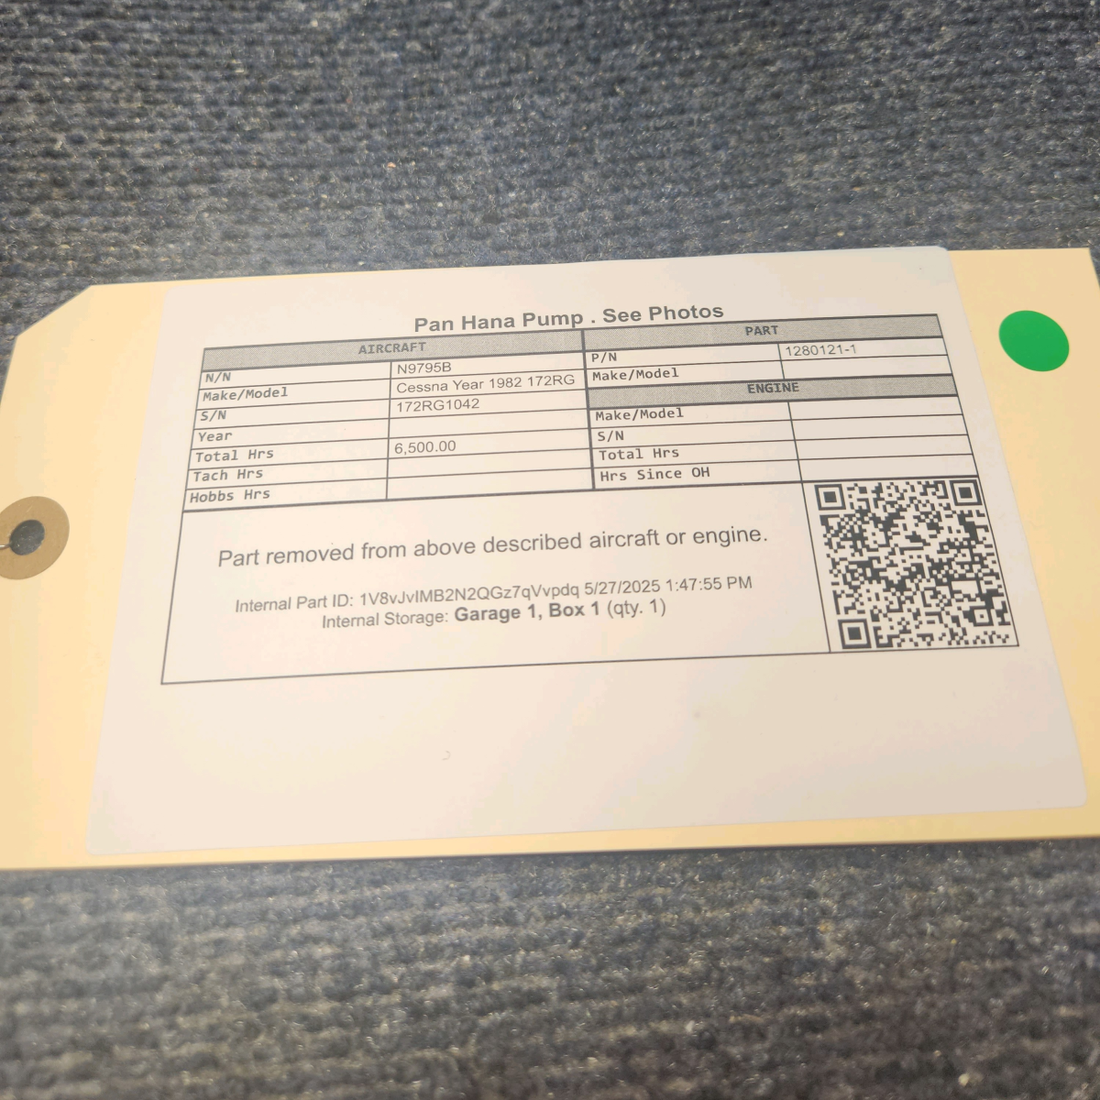 Pan Hana Pump . See Photos
AIRCRAFT
N/N N9795B
Make/Model Cessna Year 1982 172RG
S/N 172RG1042
Year
Total Hrs 6,500.00
Tach Hrs
Hobbs Hrs
PART
P/N 1280121-1
Make/Model
ENGINE
Make/Model
S/N
Total Hrs
Hrs Since OH
Part removed from above described aircraft or engine.
Internal Part ID: 1V8vJvIMB2N2QGz7qVvpdq 5/27/2025 1:47:55 PM
Internal Storage: Garage 1, Box 1 (qty. 1)